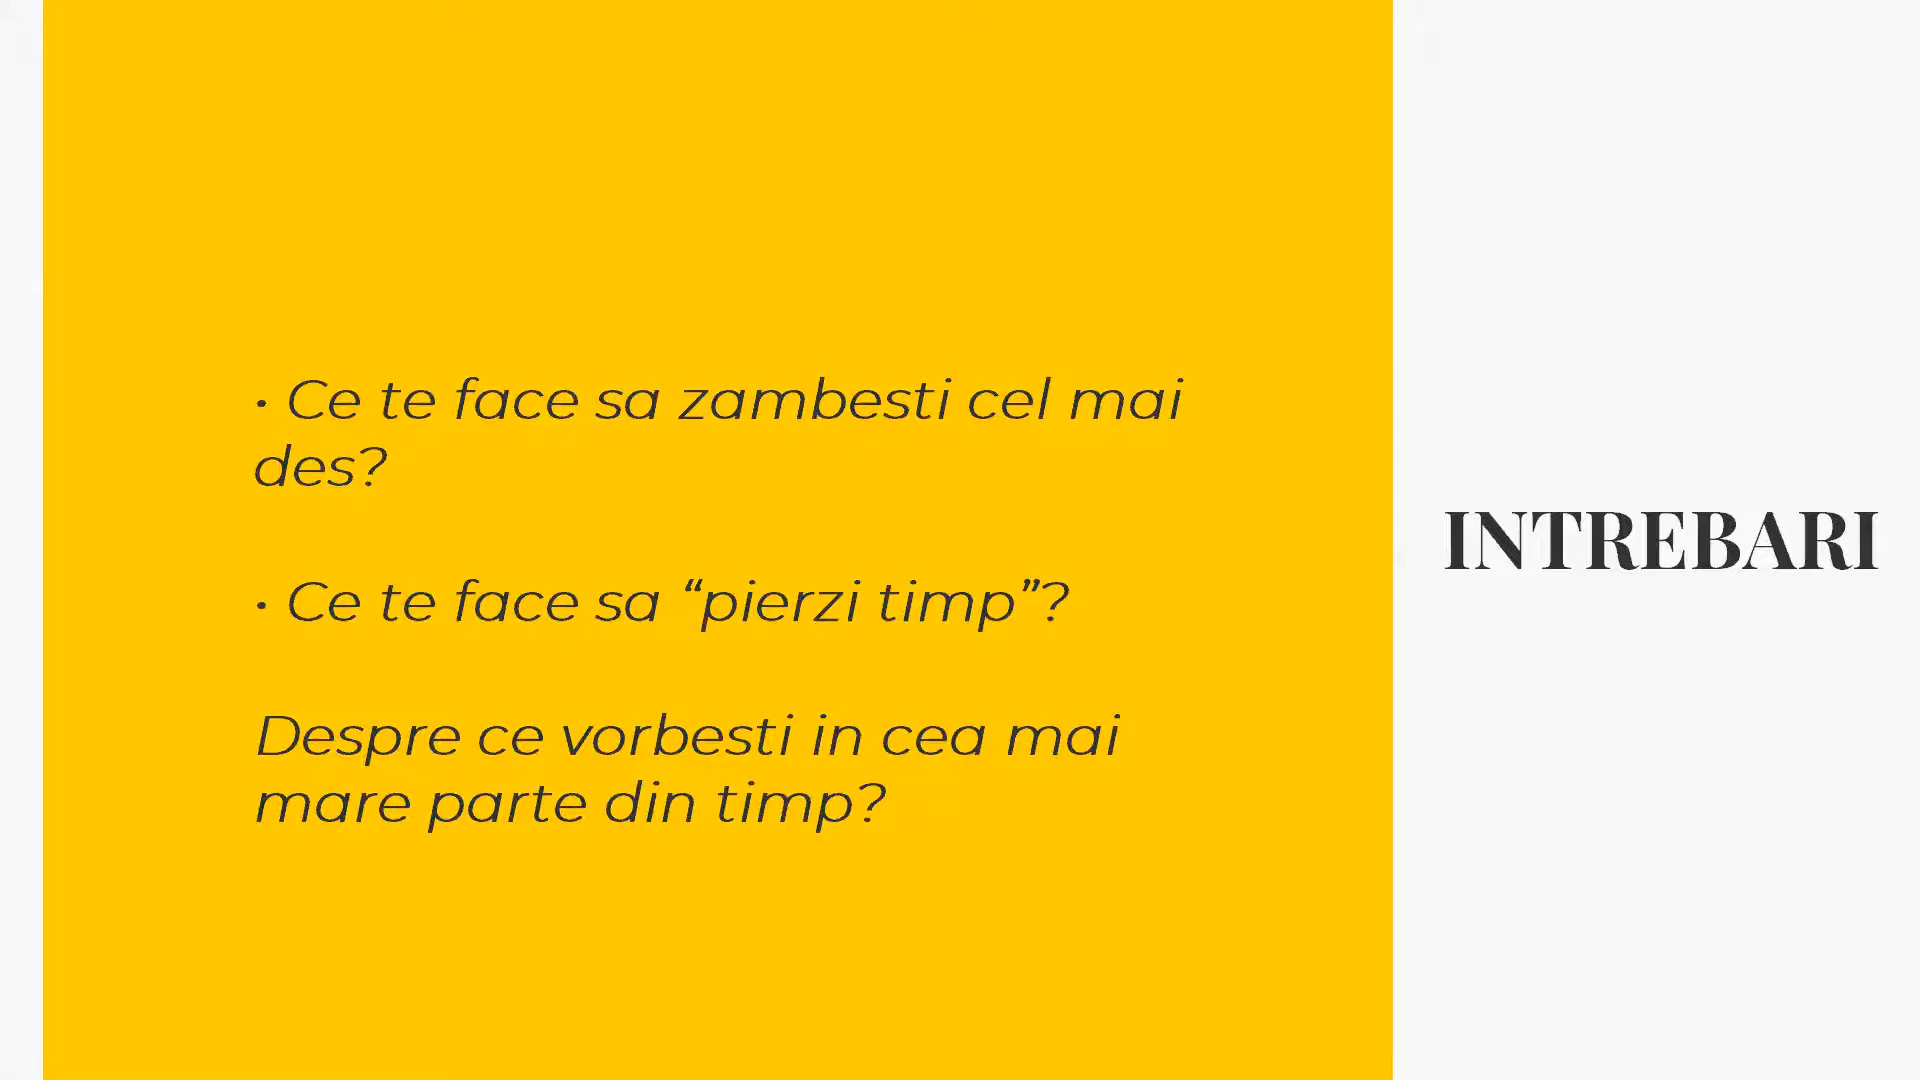 • Ce te face sa zambesti cel mai
des?
• Ce te face sa “pierzi timp”?
Despre ce vorbesti in cea mai
mare parte din timp?
INTREBARI